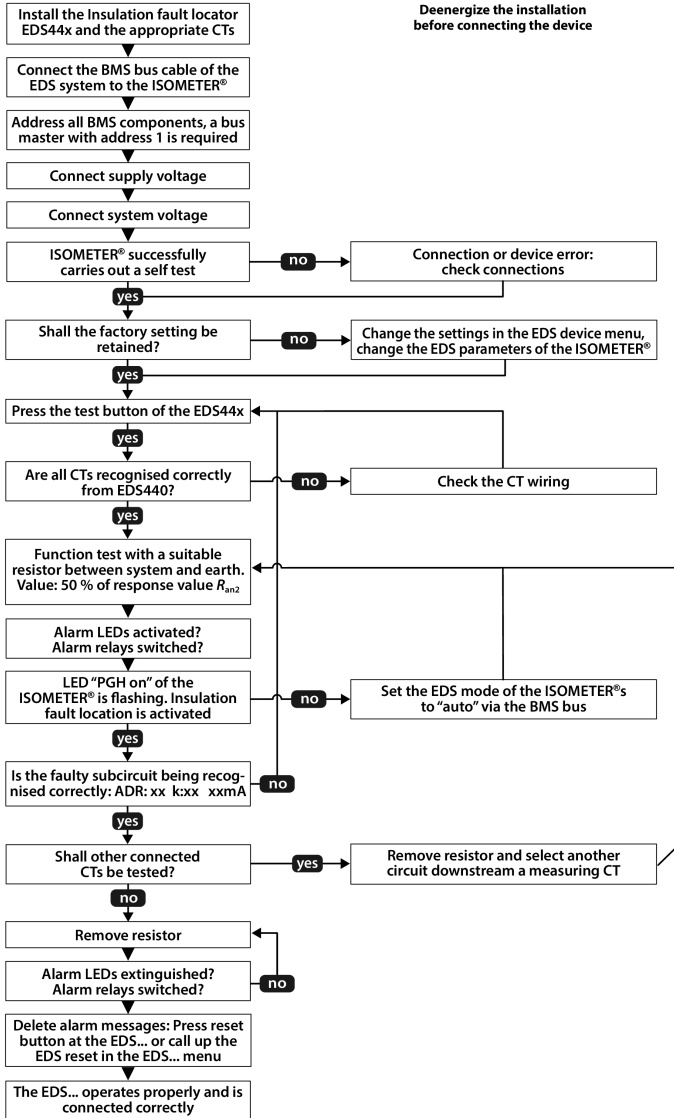 Install the Insulation fault locator
EDS44x and the appropriate CTs
Deenergize the installation
before connecting the device
Connect the BMS bus cable of the
EDS system to the ISOMETER®
Address all BMS components, a bus
master with address 1 is required
Connect supply voltage
Connect system voltage
ISOMETER® successfully
carries out a self test
no
Connection or device error:
check connections
yes
Shall the factory setting be
retained?
no
Change the settings in the EDS device menu,
change the EDS parameters of the ISOMETER®
yes
Press the test button of the EDS44x
yes
Are all CTs recognised correctly
from EDS440?
no
Check the CT wiring
yes
Function test with a suitable
resistor between system and earth.
Value: 50 % of response value Ran2
Alarm LEDs activated?
Alarm relays switched?
LED “PGH on” of the
ISOMETER® is flashing. Insulation
fault location is activated
no
Set the EDS mode of the ISOMETER®s
to “auto” via the BMS bus
yes
Is the faulty subcircuit being recog-
nised correctly: ADR: xx k:xx xxmA
no
yes
Shall other connected
CTs be tested?
yes
Remove resistor and select another
circuit downstream a measuring CT
no
Remove resistor
Alarm LEDs extinguished?
Alarm relays switched?
no
Delete alarm messages: Press reset
button at the EDS... or call up the
EDS reset in the EDS... menu
The EDS... operates properly and is
connected correctly